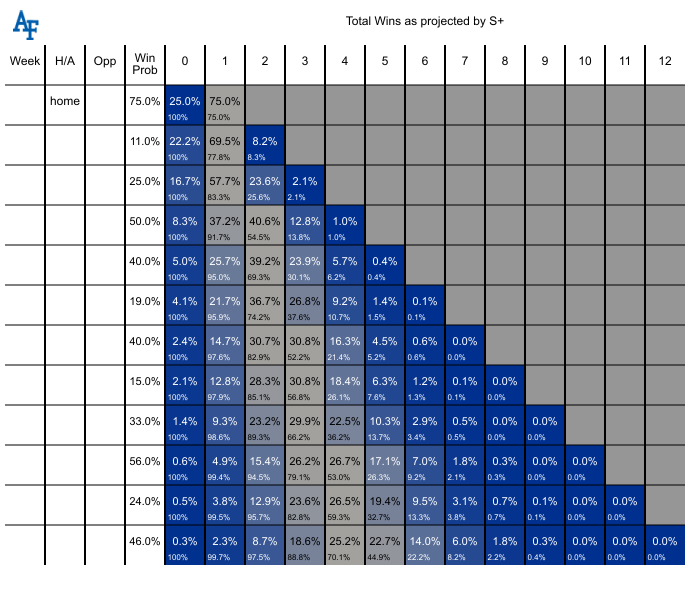 AF
Total Wins as projected by S+
Week H/A Opp Win Prob 0 1 2 3 4 5 6 7 8 9 10 11 12
home 75.0% 25.0% 75.0%
100% 75.0%
11.0% 22.2% 69.5% 8.2%
100% 77.8% 8.3%
25.0% 16.7% 57.7% 23.6% 2.1%
100% 83.3% 25.6% 2.1%
50.0% 8.3% 37.2% 40.6% 12.8% 1.0%
100% 91.7% 54.5% 13.8% 1.0%
40.0% 5.0% 25.7% 39.2% 23.9% 5.7% 0.4%
100% 95.0% 69.3% 30.1% 6.2% 0.4%
19.0% 4.1% 21.7% 36.7% 26.8% 9.2% 1.4% 0.1%
100% 95.9% 74.2% 37.6% 10.7% 1.5% 0.1%
40.0% 2.4% 14.7% 30.7% 30.8% 16.3% 4.5% 0.6% 0.0%
100% 97.6% 82.9% 52.2% 21.4% 5.2% 0.6% 0.0%
15.0% 2.1% 12.8% 28.3% 30.8% 18.4% 6.3% 1.2% 0.1% 0.0%
100% 97.9% 85.1% 56.8% 26.1% 7.6% 1.3% 0.1% 0.0%
33.0% 1.4% 9.3% 23.2% 29.9% 22.5% 10.3% 2.9% 0.5% 0.0% 0.0%
100% 98.6% 89.3% 66.2% 36.2% 13.7% 3.4% 0.5% 0.0% 0.0%
56.0% 0.6% 4.9% 15.4% 26.2% 26.7% 17.1% 7.2% 1.8% 0.3% 0.0% 0.0%
100% 99.4% 94.5% 79.1% 53.0% 26.3% 9.2% 2.1% 0.3% 0.0% 0.0%
24.0% 0.5% 3.8% 12.9% 23.6% 26.5% 19.4% 9.5% 3.1% 0.7% 0.1% 0.0% 0.0%
100% 99.5% 95.7% 82.8% 59.3% 32.7% 13.3% 3.8% 0.7% 0.1% 0.0% 0.0%
46.0% 0.3% 2.3% 8.7% 18.6% 25.2% 22.7% 14.0% 6.0% 1.8% 0.3% 0.0% 0.0% 0.0%
100% 99.7% 97.5% 88.8% 70.1% 44.9% 22.2% 8.2% 2.2% 0.4% 0.0% 0.0% 0.0%